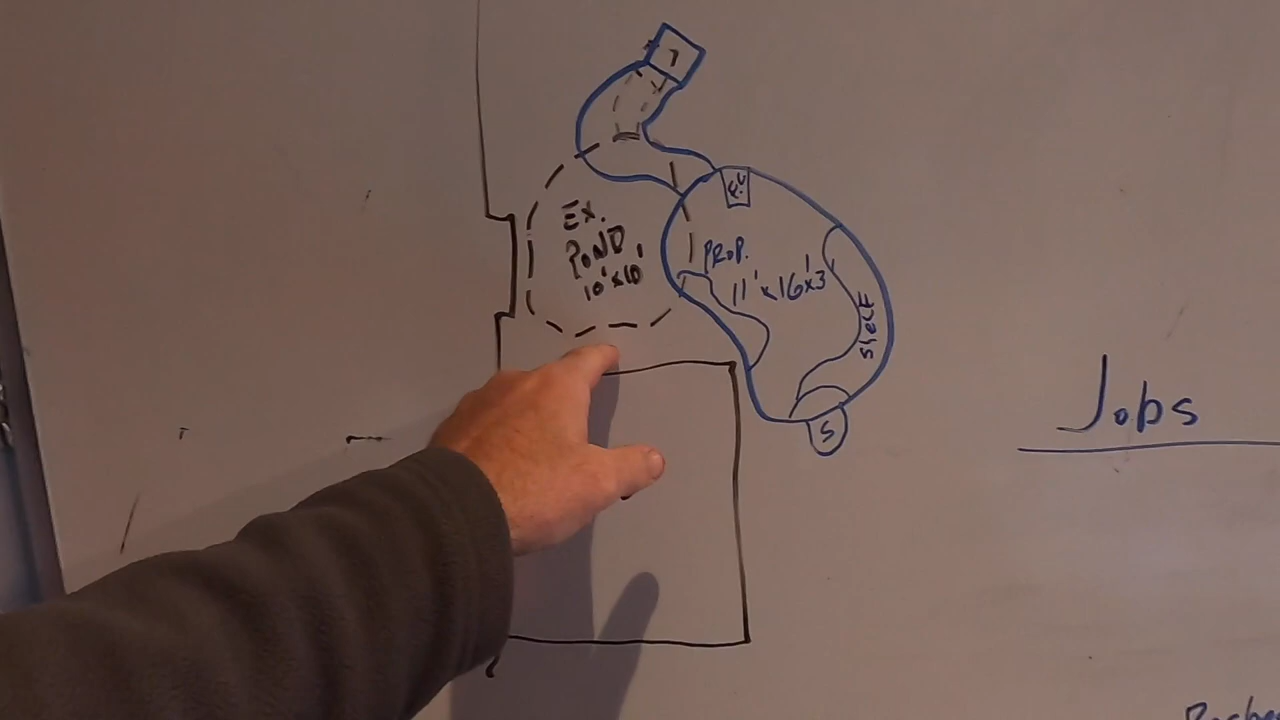 EX.
POND
10'x10'
PROP.
11'x16'x3'
Shelf
S
Jobs